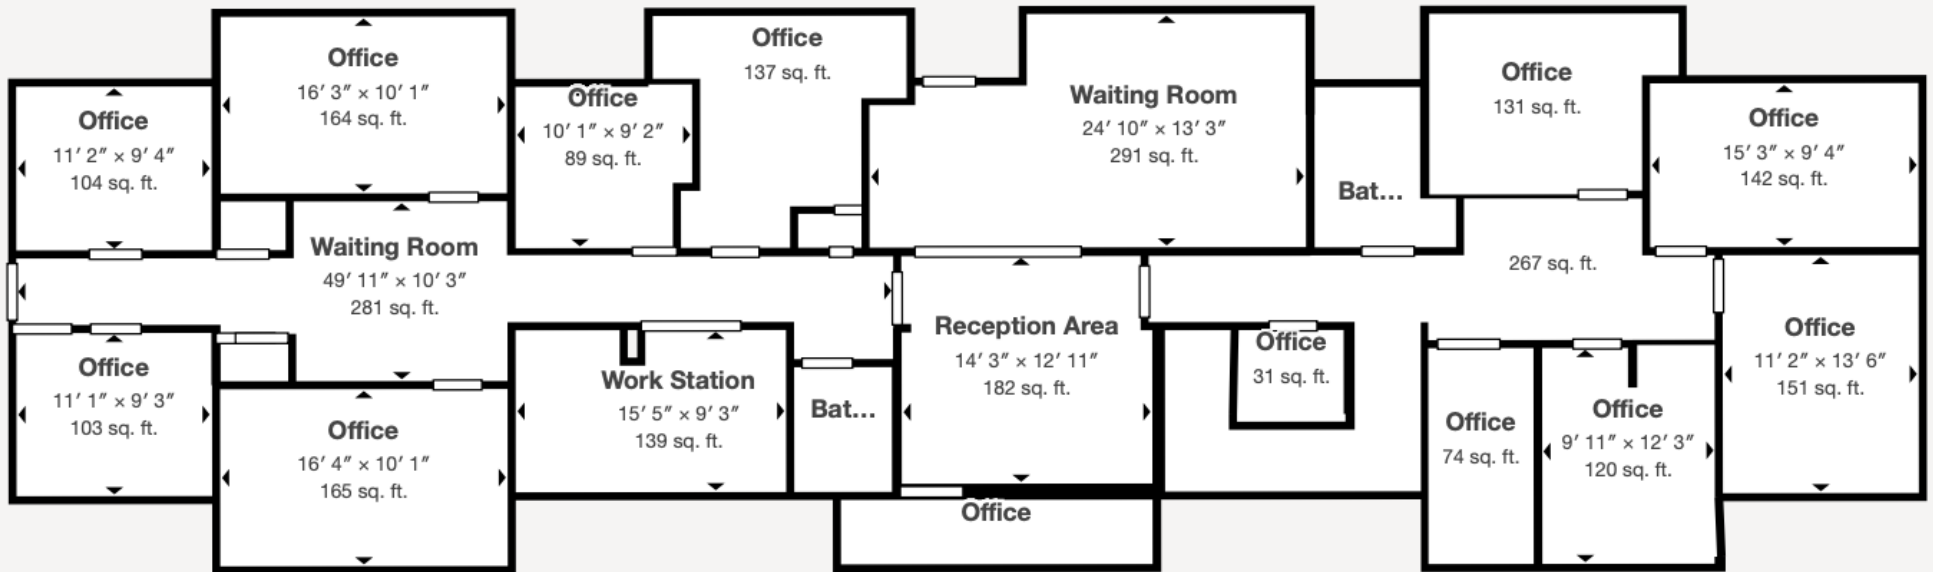 Office
11' 2" × 9' 4"
104 sq. ft.
Office
16' 3" × 10' 1"
164 sq. ft.
Office
10' 1" × 9' 2"
89 sq. ft.
Office
137 sq. ft.
Waiting Room
24' 10" × 13' 3"
291 sq. ft.
Bat...
Office
131 sq. ft.
Office
15' 3" × 9' 4"
142 sq. ft.
Waiting Room
49' 11" × 10' 3"
281 sq. ft.
267 sq. ft.
Office
11' 1" × 9' 3"
103 sq. ft.
Office
16' 4" × 10' 1"
165 sq. ft.
Work Station
15' 5" × 9' 3"
139 sq. ft.
Bat...
Reception Area
14' 3" × 12' 11"
182 sq. ft.
Office
31 sq. ft.
Office
74 sq. ft.
Office
9' 11" × 12' 3"
120 sq. ft.
Office
11' 2" × 13' 6"
151 sq. ft.
Office